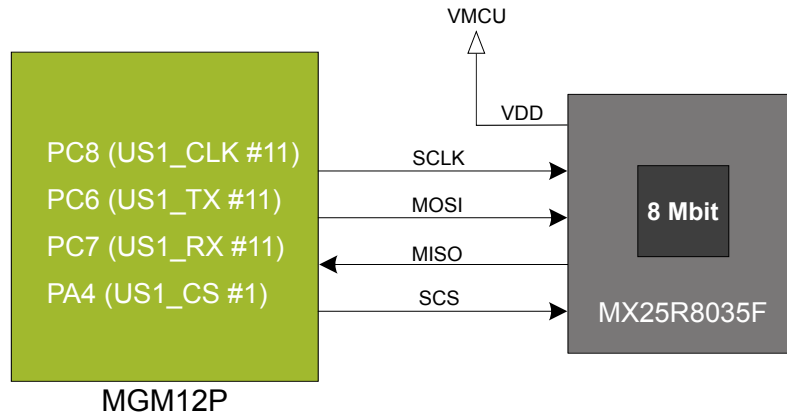 VMCU
VDD
PC8 (US1_CLK #11)
SCLK
PC6 (US1_TX #11)
MOSI
8 Mbit
PC7 (US1_RX #11)
MISO
PA4 (US1_CS #1)
SCS
MX25R8035F
MGM12P